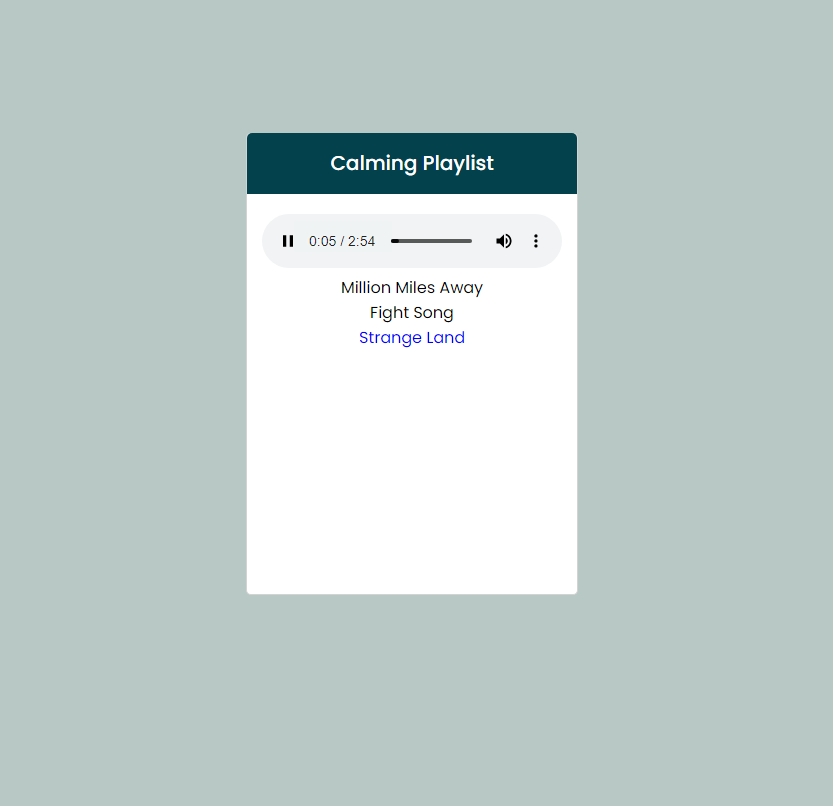 Calming Playlist
0:05 / 2:54
Million Miles Away
Fight Song
Strange Land